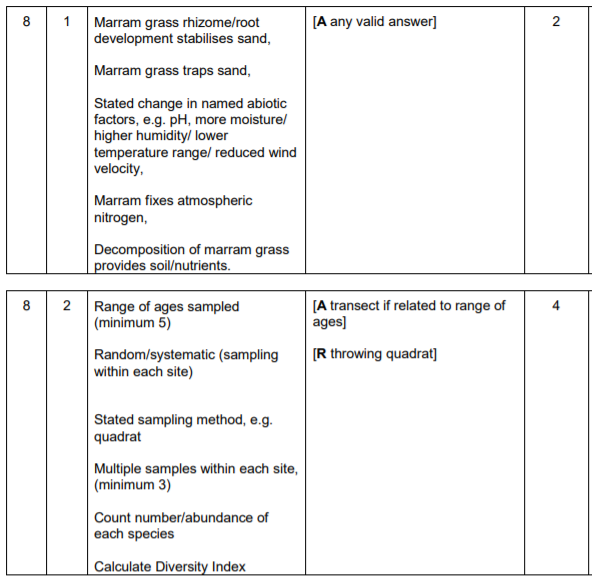 8 1 Marram grass rhizome/root [A any valid answer] 2
development stabilises sand,
Marram grass traps sand,
Stated change in named abiotic
factors, e.g. pH, more moisture/
higher humidity/ lower
temperature range/ reduced wind
velocity,
Marram fixes atmospheric
nitrogen,
Decomposition of marram grass
provides soil/nutrients.
8 2 Range of ages sampled [A transect if related to range of 4
(minimum 5) ages]
Random/systematic (sampling [R throwing quadrat]
within each site)
Stated sampling method, e.g.
quadrat
Multiple samples within each site,
(minimum 3)
Count number/abundance of
each species
Calculate Diversity Index